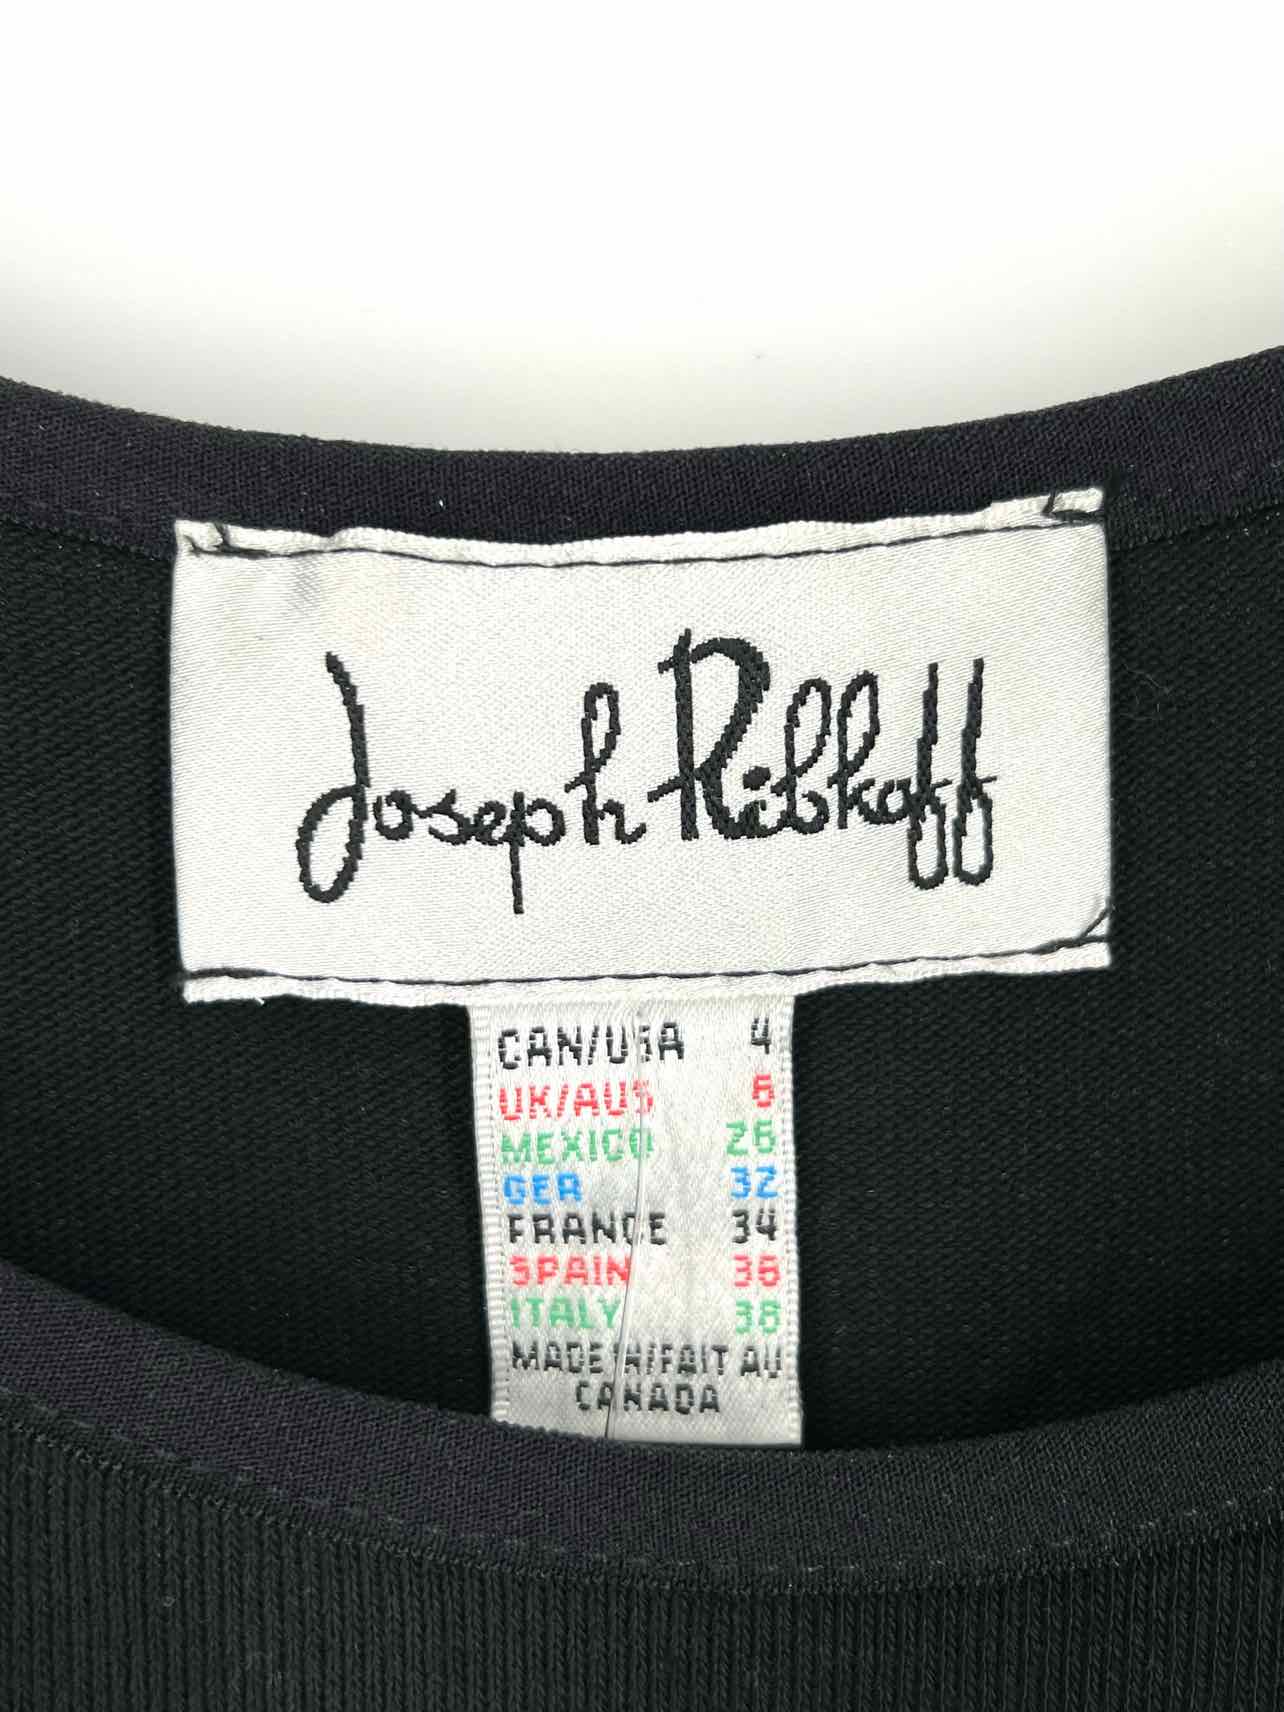 Joseph Ribkoff
CAN/USA 4
UK/AUS 6
MEXICO 26
GER 32
FRANCE 34
SPAIN 36
ITALY 38
MADE IN/FAIT AU
CANADA